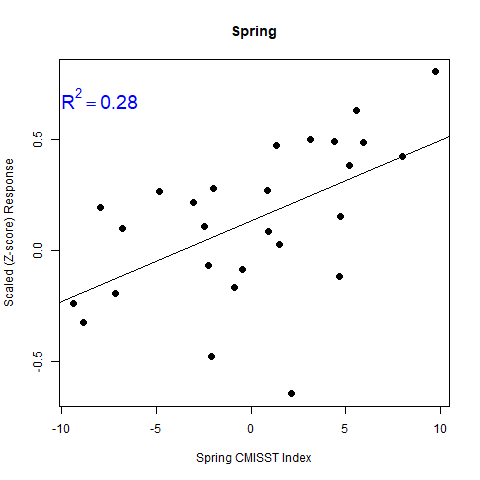 Spring
R² = 0.28
Scaled (Z-score) Response
0.5
0.0
-0.5
-10 -5 0 5 10
Spring CMISST Index